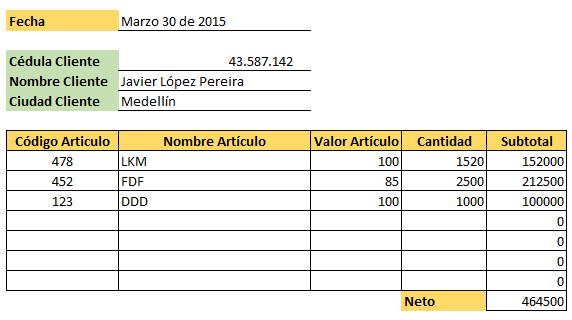 Fecha Marzo 30 de 2015
Cédula Cliente 43.587.142
Nombre Cliente Javier López Pereira
Ciudad Cliente Medellín
Código Articulo Nombre Artículo Valor Artículo Cantidad Subtotal
478 LKM 100 1520 152000
452 FDF 85 2500 212500
123 DDD 100 1000 100000
0
0
0
0
Neto 464500